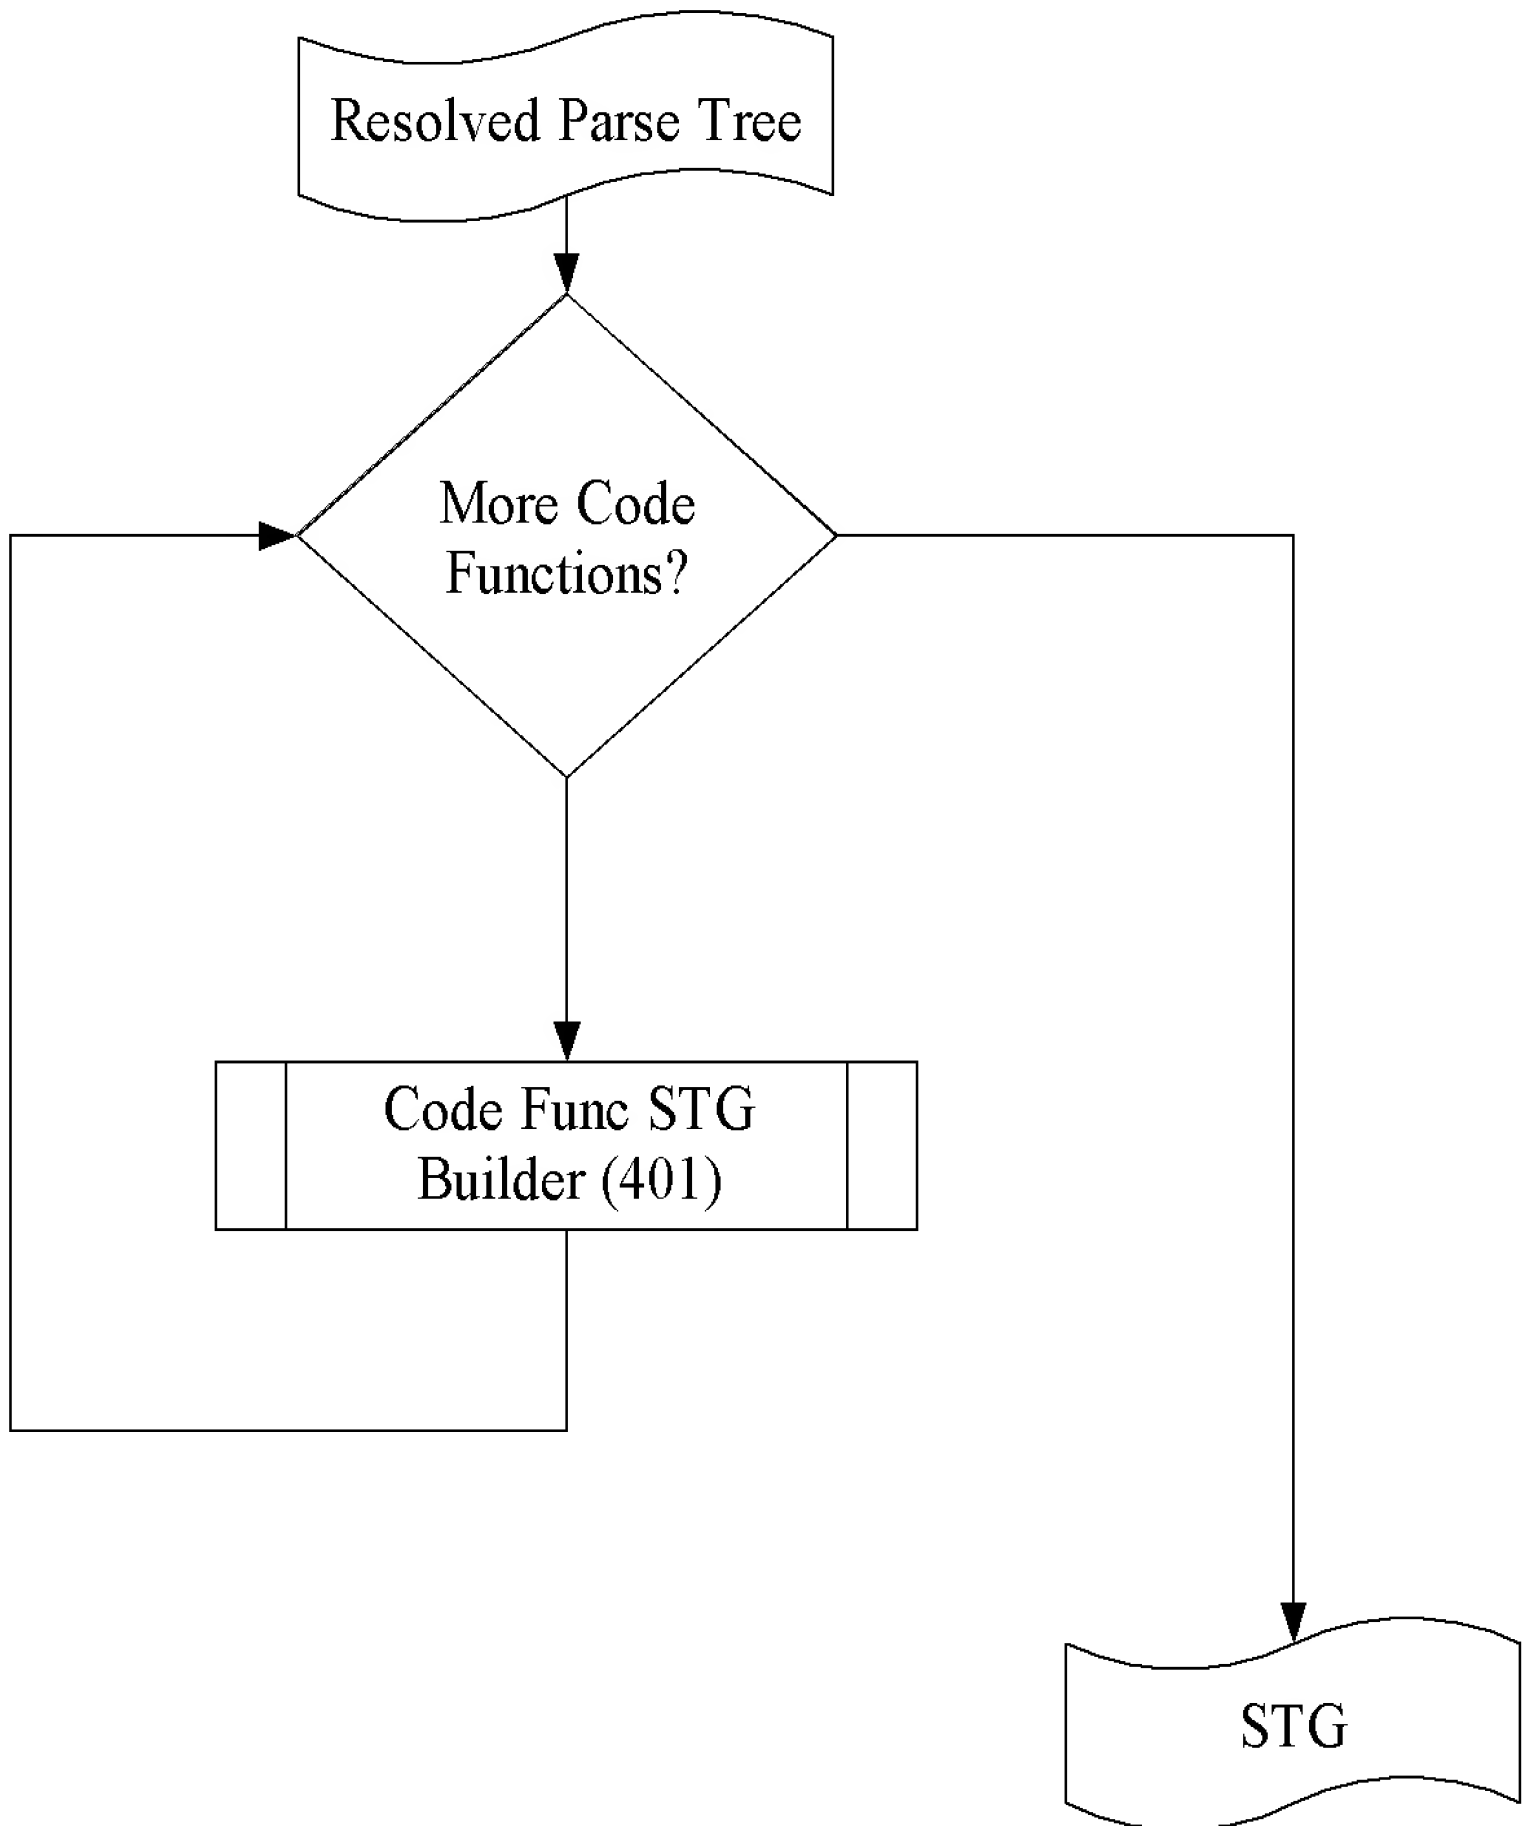 Resolved Parse Tree
More Code
Functions?
Code Func STG
Builder (401)
STG